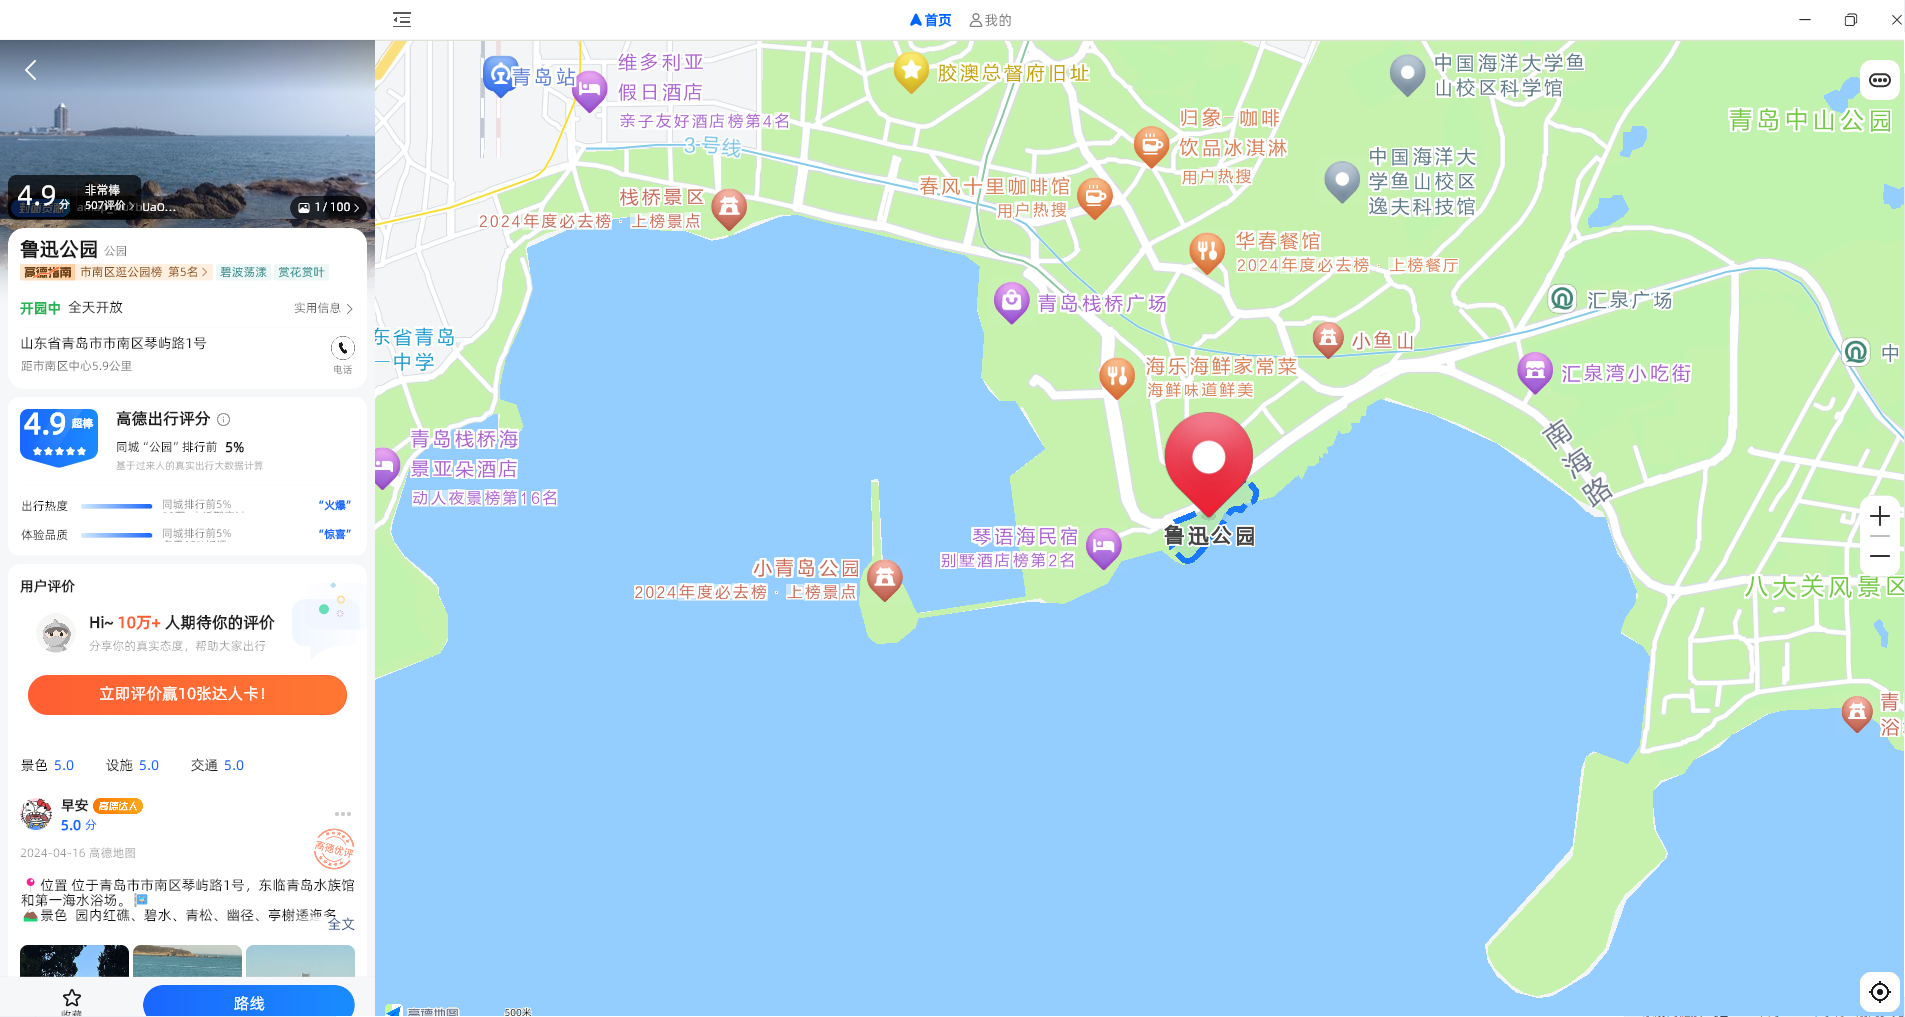 首页
我的
4.9分
非常棒
507评价
UaO...
1 / 100
鲁迅公园 公园
高德指南 市南区逛公园榜 第5名 碧波荡漾 赏花赏叶
开园中 全天开放
实用信息
山东省青岛市市南区琴屿路1号
距市南区中心5.9公里
电话
4.9 超棒
高德出行评分
同城“公园”排行前 5%
基于过来人的真实出行大数据计算
出行热度 同城排行前5% “火爆”
体验品质 同城排行前5% “惊喜”
用户评价
Hi~ 10万+ 人期待你的评价
分享你的真实态度，帮助大家出行
立即评价赢10张达人卡！
景色 5.0 设施 5.0 交通 5.0
早安 高德达人
5.0 分
2024-04-16 高德地图
高德优评
位置 位于青岛市市南区琴屿路1号，东临青岛水族馆
和第一海水浴场。
景色 园内红礁、碧水、青松、幽径、亭榭
全文
收藏
路线
青岛站
维多利亚
假日酒店
亲子友好酒店榜第4名
3号线
胶澳总督府旧址
中国海洋大学鱼
山校区科学馆
青岛中山公园
归象·咖啡
饮品冰淇淋
用户热搜
中国海洋大
学鱼山校区
逸夫科技馆
春风十里咖啡馆
用户热搜
栈桥景区
2024年度必去榜 · 上榜景点
华春餐馆
2024年度必去榜 · 上榜餐厅
青岛栈桥广场
汇泉广场
东省青岛
一中学
小鱼山
中
海乐海鲜家常菜
海鲜味道鲜美
汇泉湾小吃街
青岛栈桥海
景亚朵酒店
动人夜景榜第16名
南海路
鲁迅公园
琴语海民宿
别墅酒店榜第2名
小青岛公园
2024年度必去榜 · 上榜景点
八大关风景区
青
浴
高德地图
500米